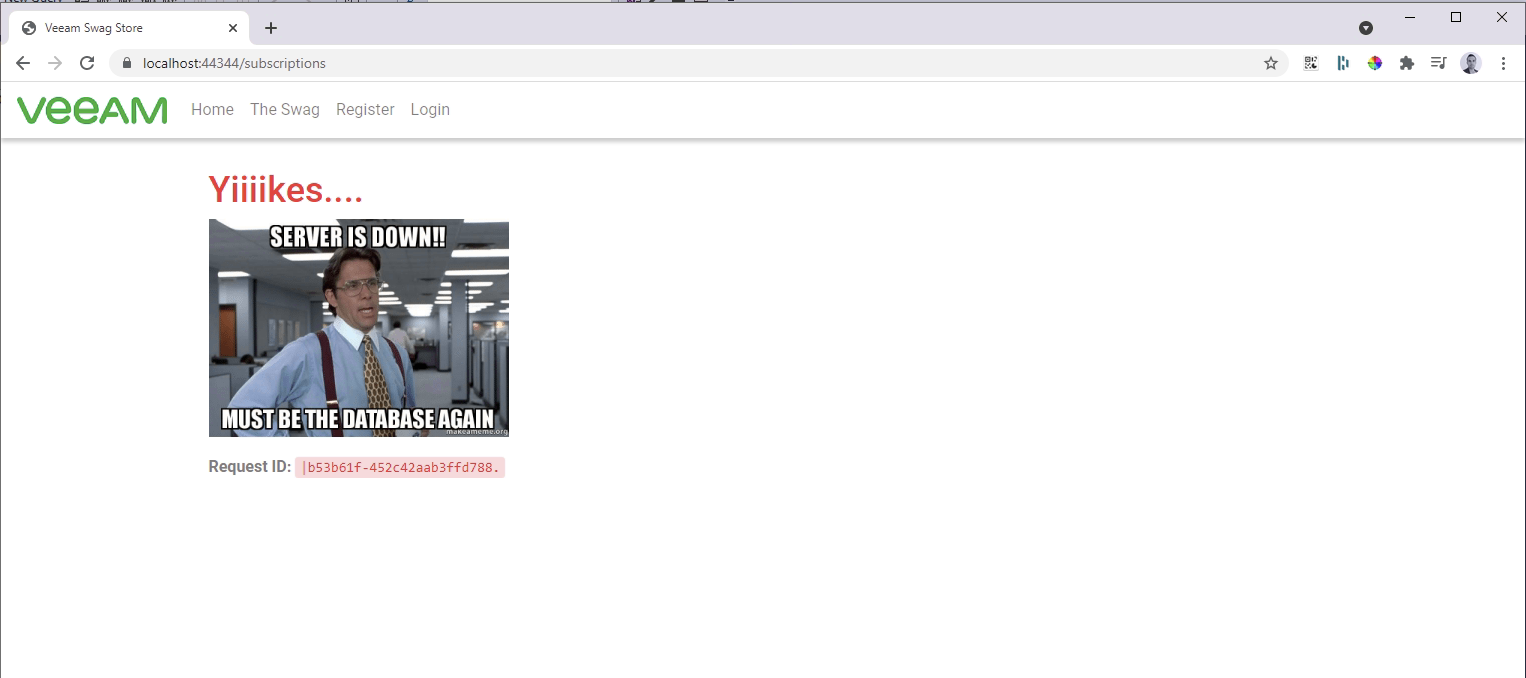 Veeam Swag Store
localhost:44344/subscriptions
veeAM Home The Swag Register Login
Yiiiikes....
SERVER IS DOWN!!
MUST BE THE DATABASE AGAIN
makeameme.org
Request ID: |b53b61f-452c42aab3ffd788.